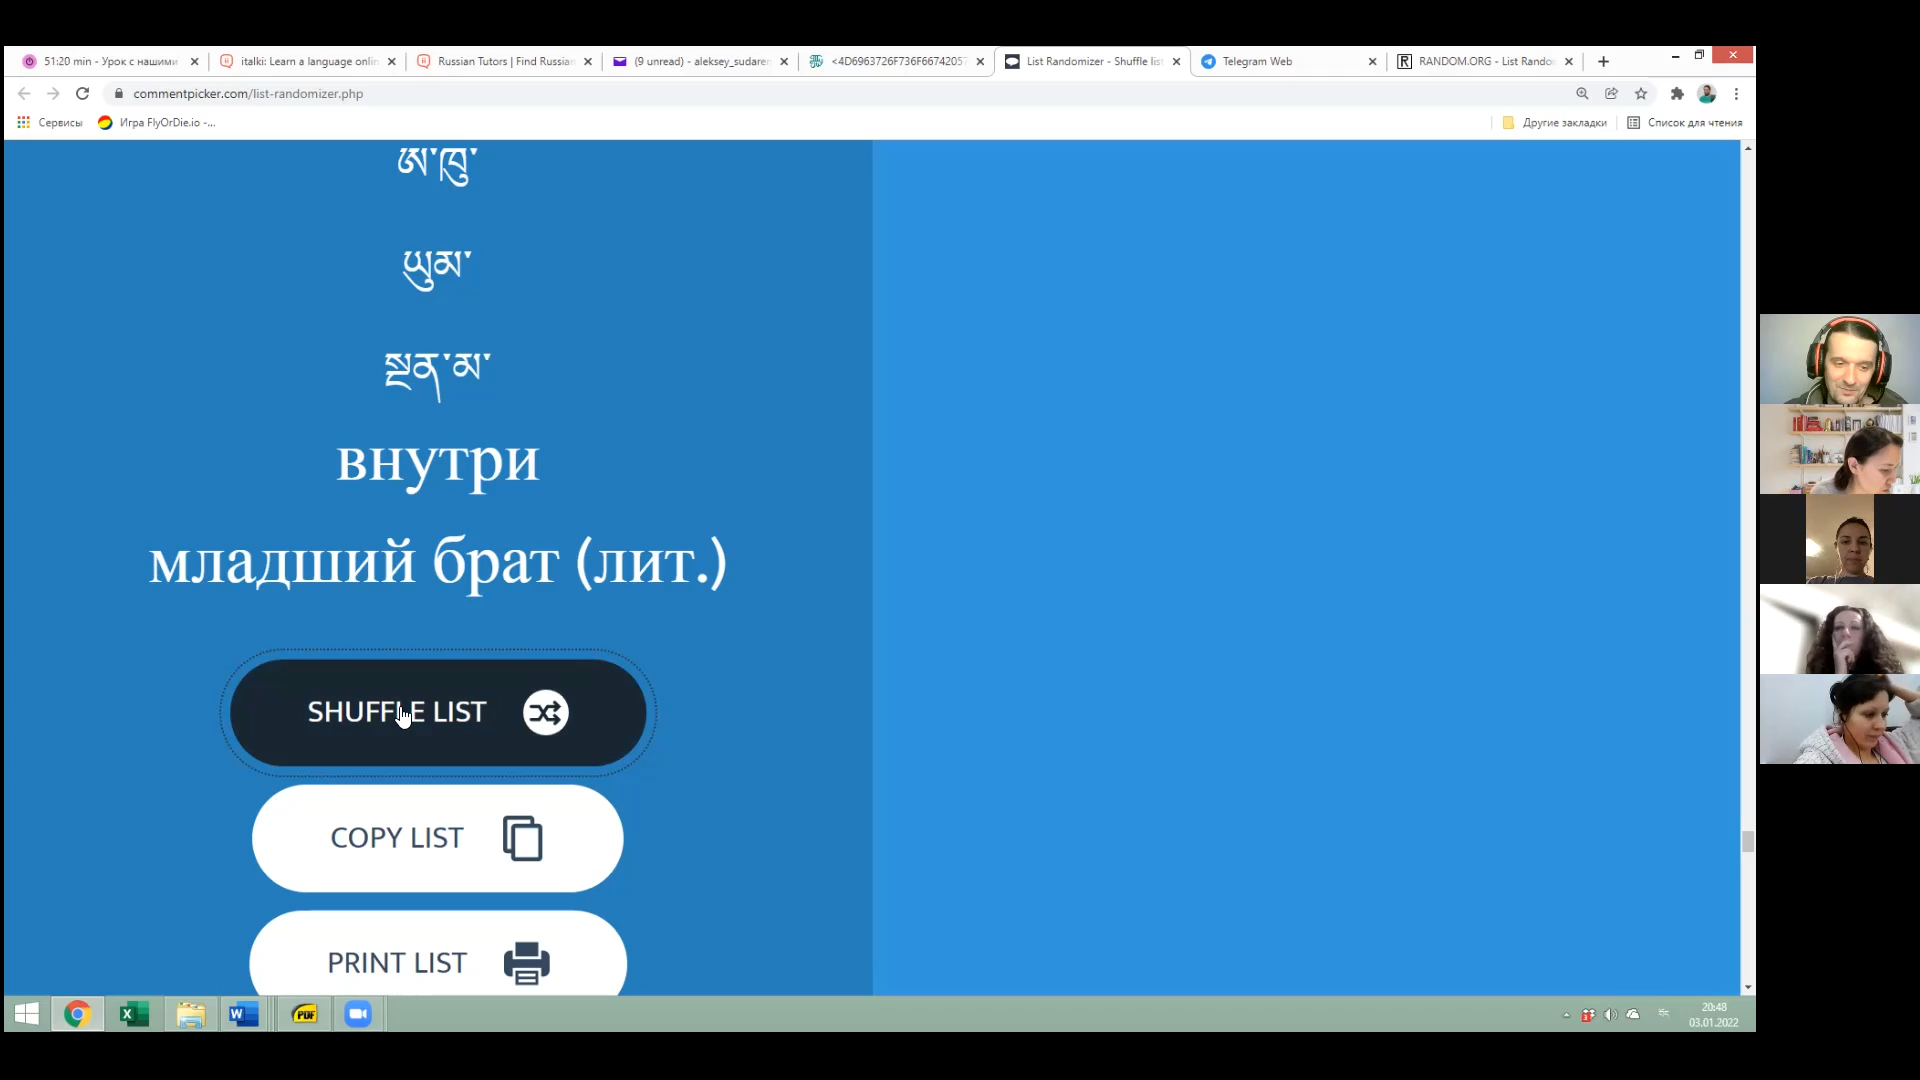 51:20 min - Урок с нашими
italki: Learn a language onlin
Russian Tutors | Find Russia
(9 unread) - aleksey_sudare
<4D6963726F736F66742057
List Randomizer - Shuffle lis
Telegram Web
RANDOM.ORG - List Rando
commentpicker.com/list-randomizer.php
Сервисы
Игра FlyOrDie.io -...
Другие закладки
Список для чтения
ཨ་ཁུ་
ཡུམ་
སྔན་མ་
внутри
младший брат (лит.)
SHUFFLE LIST
COPY LIST
PRINT LIST
PDF
20:48
03.01.2022